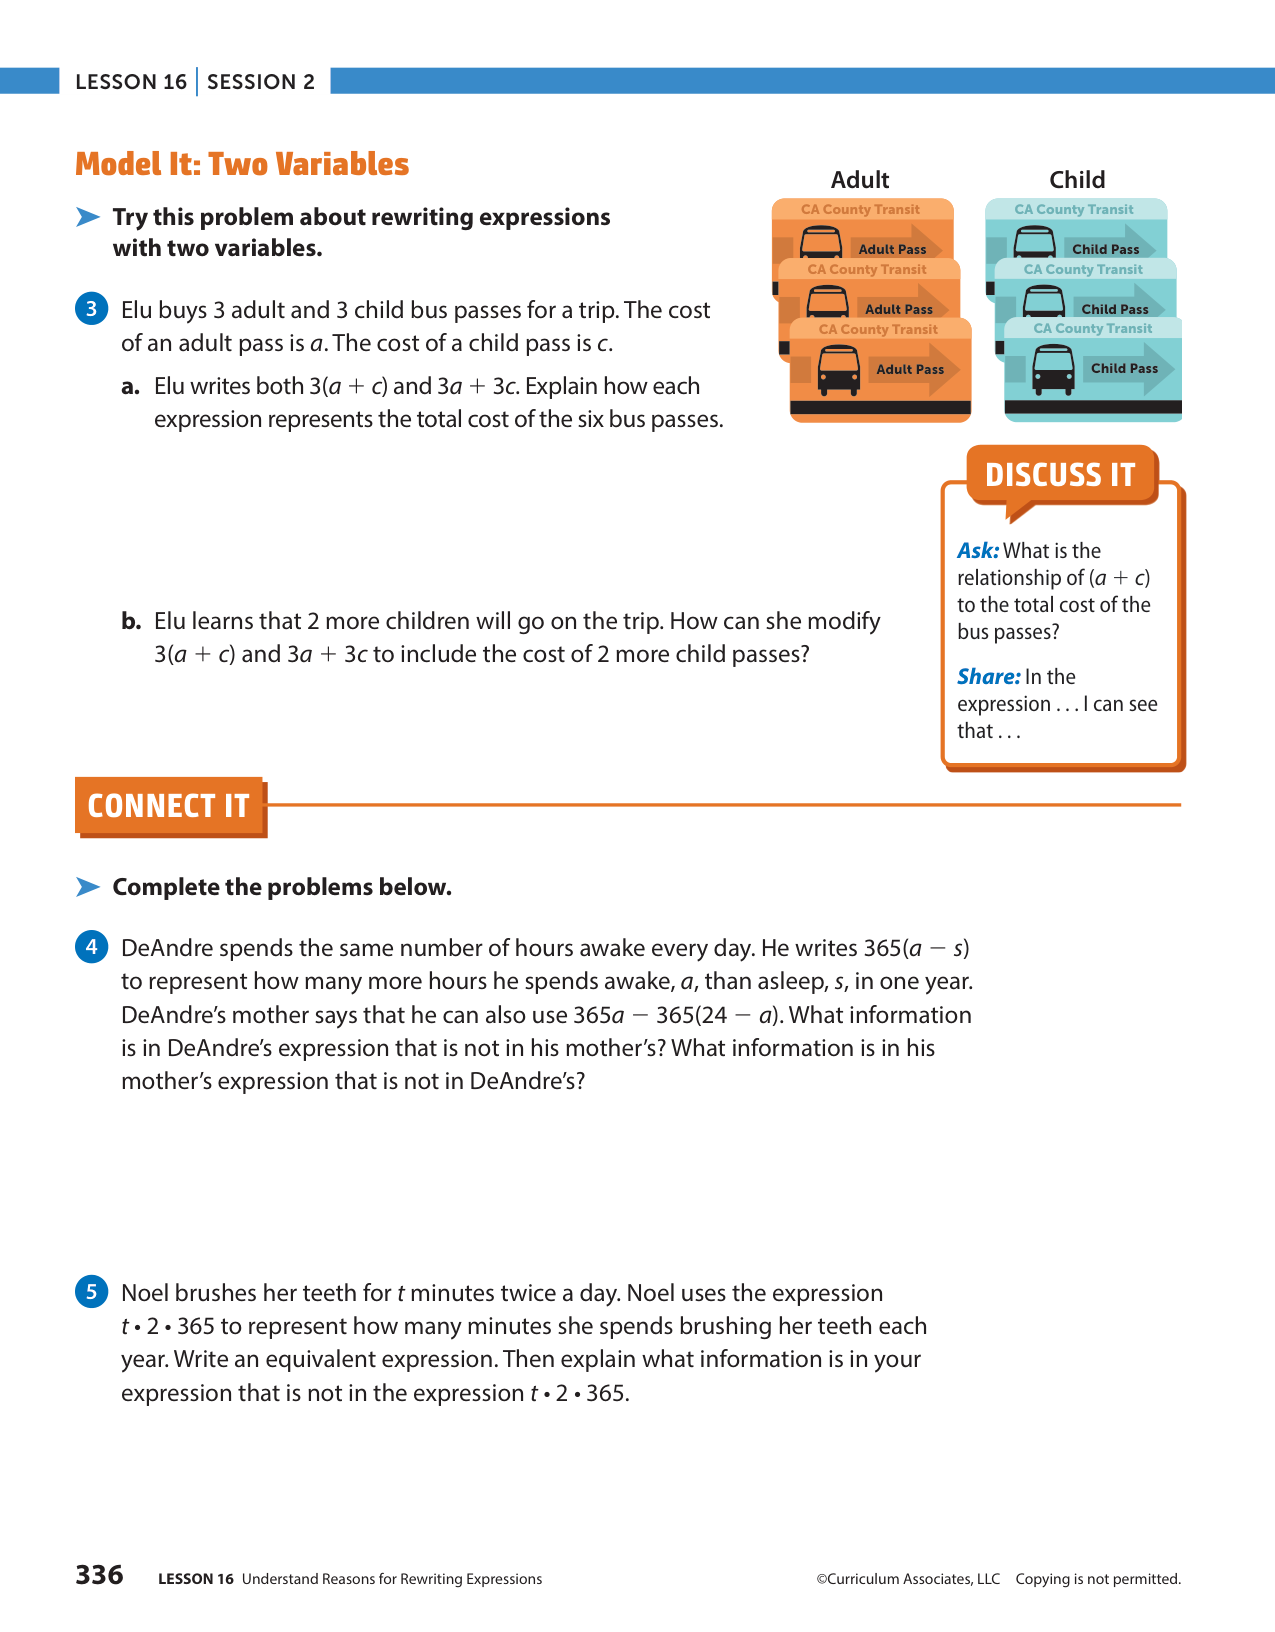 LESSON 16 | SESSION 2
Model It: Two Variables
Try this problem about rewriting expressions
with two variables.
3 Elu buys 3 adult and 3 child bus passes for a trip. The cost
of an adult pass is a. The cost of a child pass is c.
a. Elu writes both 3(a + c) and 3a + 3c. Explain how each
expression represents the total cost of the six bus passes.
Adult
CA County Transit
Adult Pass
CA County Transit
Adult Pass
CA County Transit
Adult Pass
Child
CA County Transit
Child Pass
CA County Transit
Child Pass
CA County Transit
Child Pass
b. Elu learns that 2 more children will go on the trip. How can she modify
3(a + c) and 3a + 3c to include the cost of 2 more child passes?
DISCUSS IT
Ask: What is the
relationship of (a + c)
to the total cost of the
bus passes?
Share: In the
expression . . . I can see
that . . .
CONNECT IT
Complete the problems below.
4 DeAndre spends the same number of hours awake every day. He writes 365(a − s)
to represent how many more hours he spends awake, a, than asleep, s, in one year.
DeAndre’s mother says that he can also use 365a − 365(24 − a). What information
is in DeAndre’s expression that is not in his mother’s? What information is in his
mother’s expression that is not in DeAndre’s?
5 Noel brushes her teeth for t minutes twice a day. Noel uses the expression
t • 2 • 365 to represent how many minutes she spends brushing her teeth each
year. Write an equivalent expression. Then explain what information is in your
expression that is not in the expression t • 2 • 365.
336 LESSON 16 Understand Reasons for Rewriting Expressions
©Curriculum Associates, LLC Copying is not permitted.